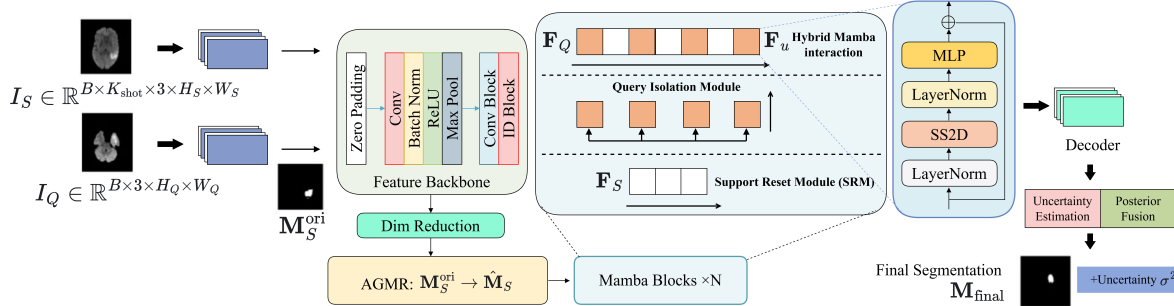 I_S ∈ ℝ^{B×K_shot×3×H_S×W_S}
I_Q ∈ ℝ^{B×3×H_Q×W_Q}
M_S^ori
Zero Padding
Conv
Batch Norm
ReLU
Max Pool
Conv Block
ID Block
Feature Backbone
Dim Reduction
AGMR: M_S^ori → M̂_S
Mamba Blocks ×N
F_Q
F_u
Hybrid Mamba
interaction
Query Isolation Module
F_S
Support Reset Module (SRM)
MLP
LayerNorm
SS2D
LayerNorm
Decoder
Uncertainty
Estimation
Posterior
Fusion
Final Segmentation
M_final
+Uncertainty σ²